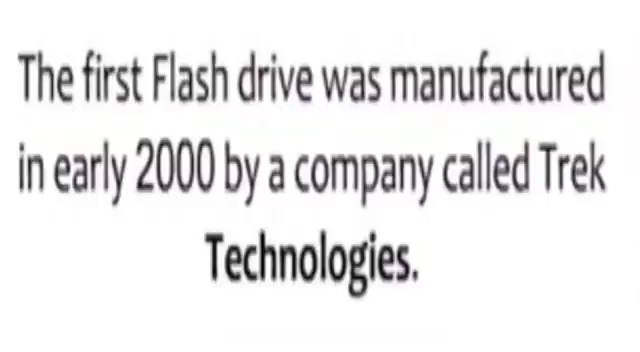 The first Flash drive was manufactured
in early 2000 by a company called Trek
Technologies.